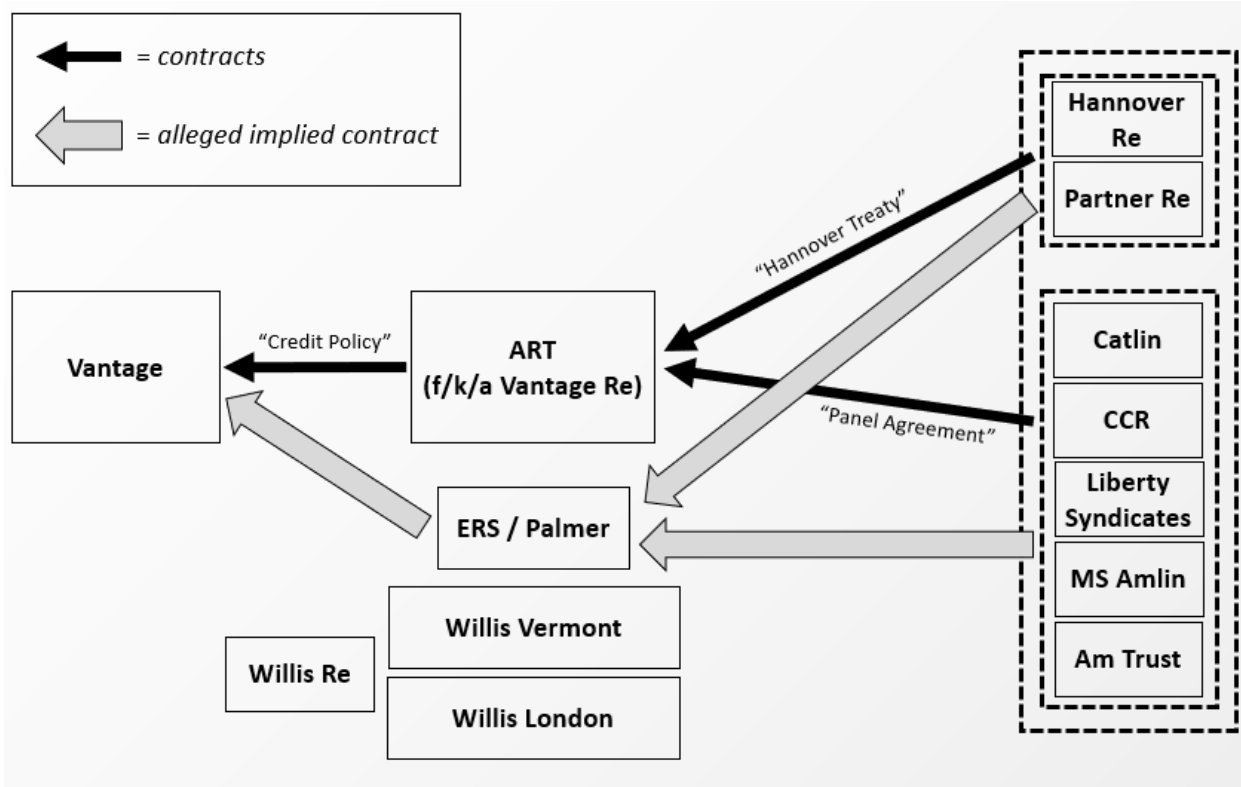 = contracts
= alleged implied contract
Hannover
Re
Partner Re
“Hannover Treaty”
Vantage
“Credit Policy”
ART
(f/k/a Vantage Re)
“Panel Agreement”
Catlin
CCR
Liberty
Syndicates
MS Amlin
Am Trust
ERS / Palmer
Willis Vermont
Willis Re
Willis London